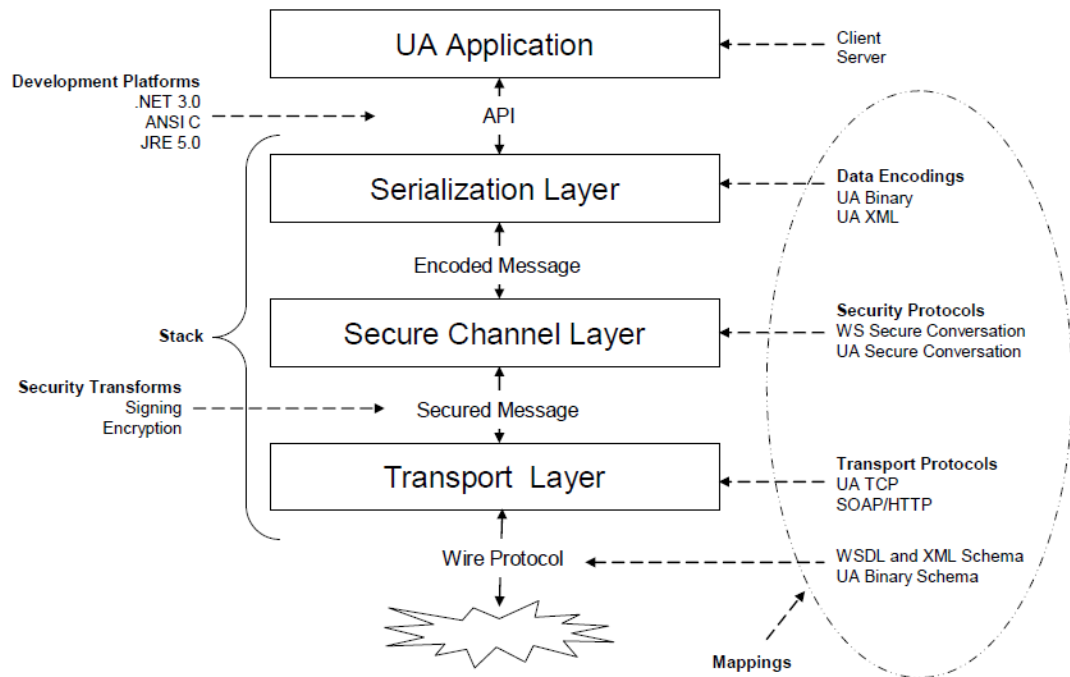 UA Application
Client
Server
Development Platforms
.NET 3.0
ANSI C
JRE 5.0
API
Serialization Layer
Data Encodings
UA Binary
UA XML
Encoded Message
Stack
Secure Channel Layer
Security Protocols
WS Secure Conversation
UA Secure Conversation
Security Transforms
Signing
Encryption
Secured Message
Transport Layer
Transport Protocols
UA TCP
SOAP/HTTP
Wire Protocol
WSDL and XML Schema
UA Binary Schema
Mappings